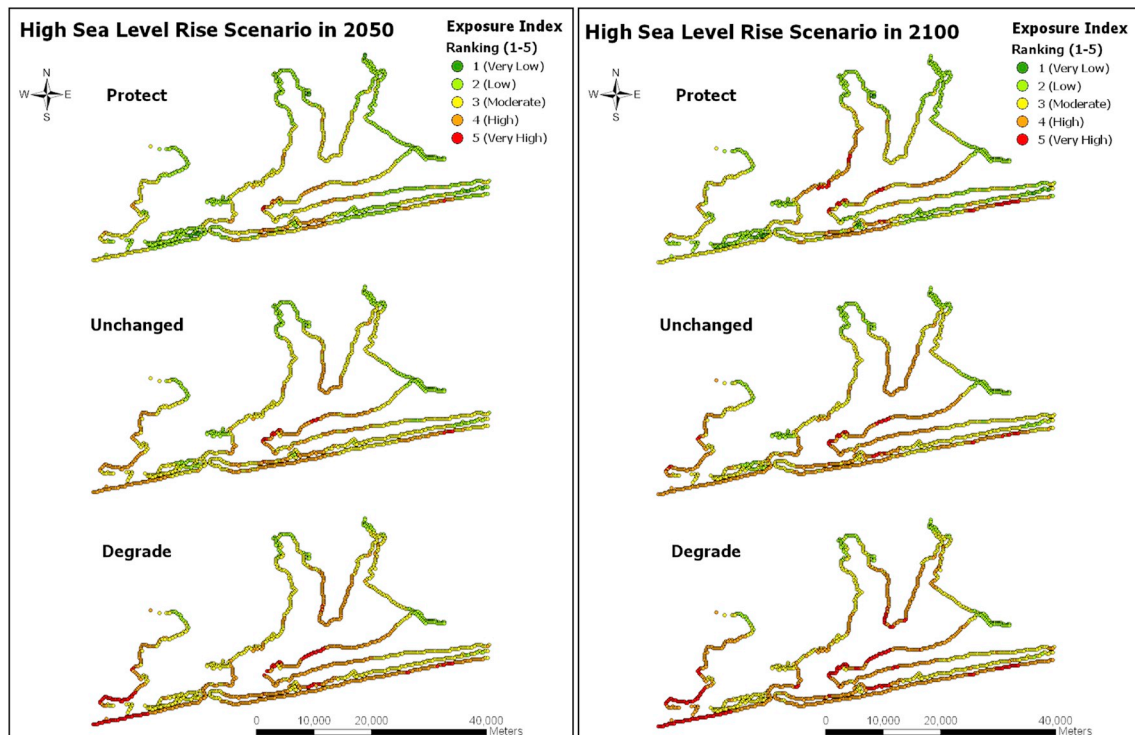 High Sea Level Rise Scenario in 2050
Exposure Index
Ranking (1-5)
1 (Very Low)
2 (Low)
3 (Moderate)
4 (High)
5 (Very High)
N
W E
S
Protect
Unchanged
Degrade
0 10,000 20,000 40,000
Meters
High Sea Level Rise Scenario in 2100
Exposure Index
Ranking (1-5)
1 (Very Low)
2 (Low)
3 (Moderate)
4 (High)
5 (Very High)
N
W E
S
Protect
Unchanged
Degrade
0 10,000 20,000 40,000
Meters